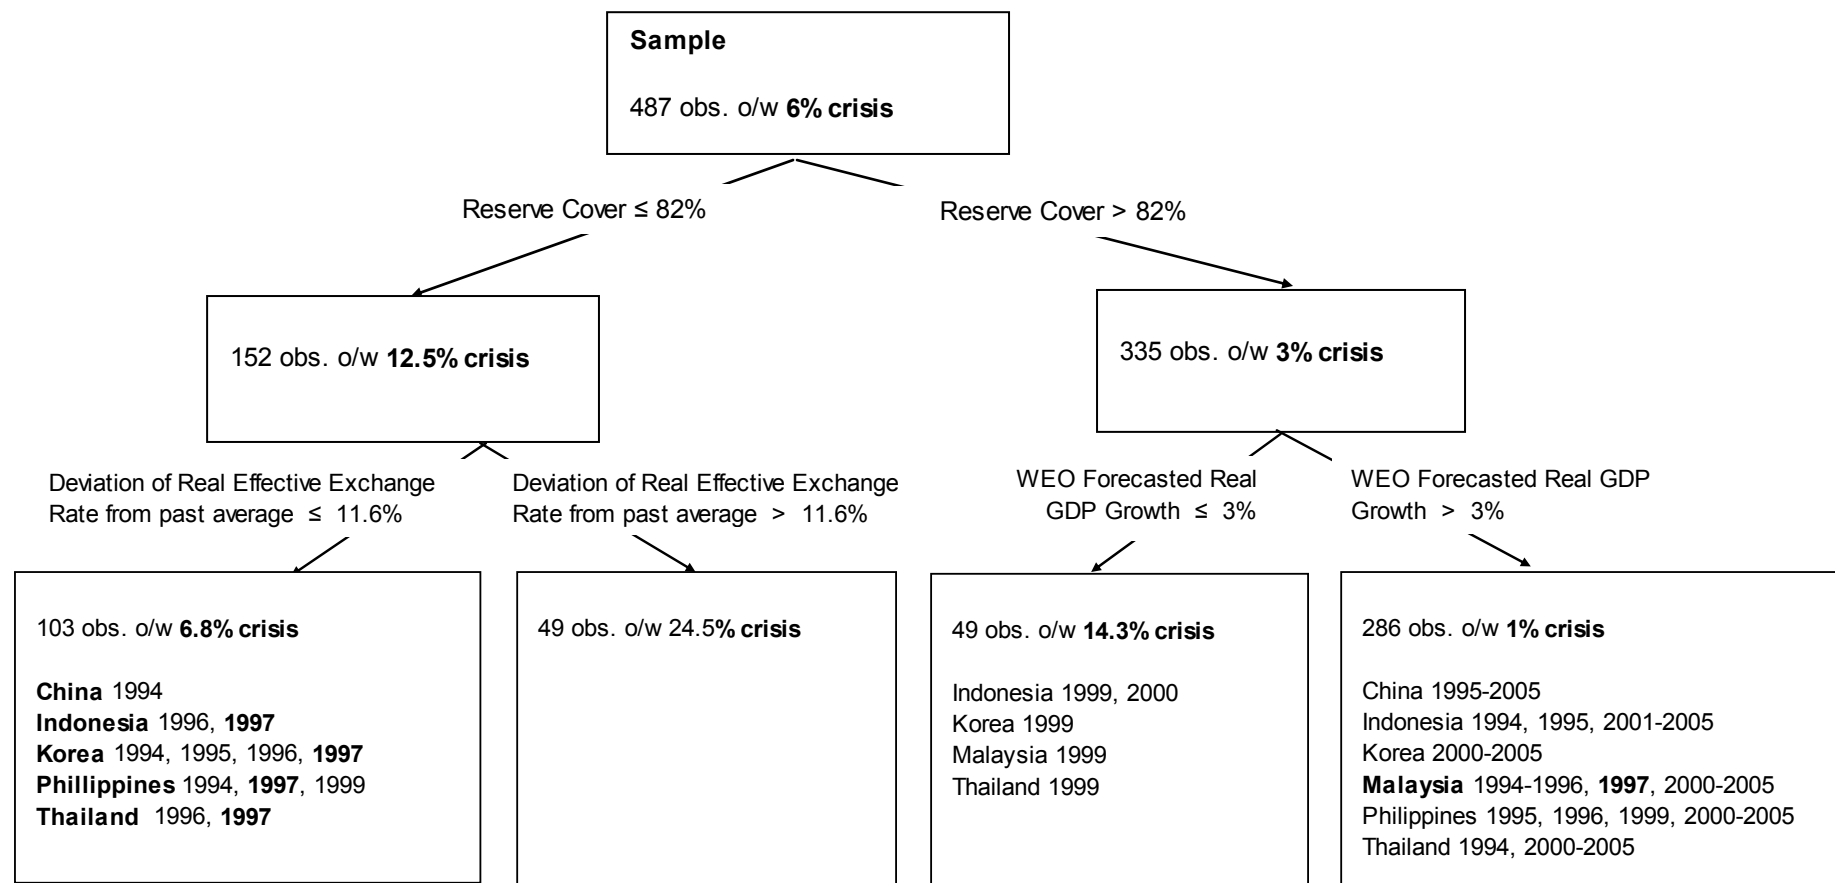 Sample
487 obs. o/w 6% crisis
Reserve Cover ≤ 82%
Reserve Cover > 82%
152 obs. o/w 12.5% crisis
335 obs. o/w 3% crisis
Deviation of Real Effective Exchange
Rate from past average ≤ 11.6%
Deviation of Real Effective Exchange
Rate from past average > 11.6%
WEO Forecasted Real
GDP Growth ≤ 3%
WEO Forecasted Real GDP
Growth > 3%
103 obs. o/w 6.8% crisis
China 1994
Indonesia 1996, 1997
Korea 1994, 1995, 1996, 1997
Phillippines 1994, 1997, 1999
Thailand 1996, 1997
49 obs. o/w 24.5% crisis
49 obs. o/w 14.3% crisis
Indonesia 1999, 2000
Korea 1999
Malaysia 1999
Thailand 1999
286 obs. o/w 1% crisis
China 1995-2005
Indonesia 1994, 1995, 2001-2005
Korea 2000-2005
Malaysia 1994-1996, 1997, 2000-2005
Philippines 1995, 1996, 1999, 2000-2005
Thailand 1994, 2000-2005